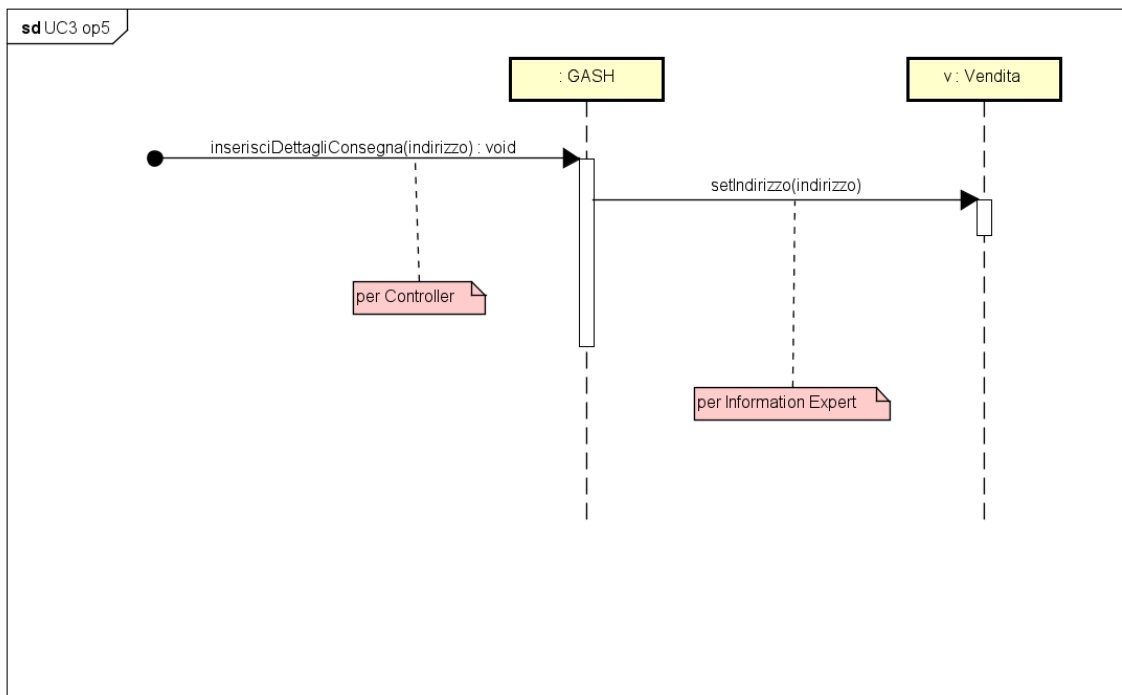 sd UC3 op5
: GASH
v : Vendita
inserisciDettagliConsegna(indirizzo) : void
setIndirizzo(indirizzo)
per Controller
per Information Expert